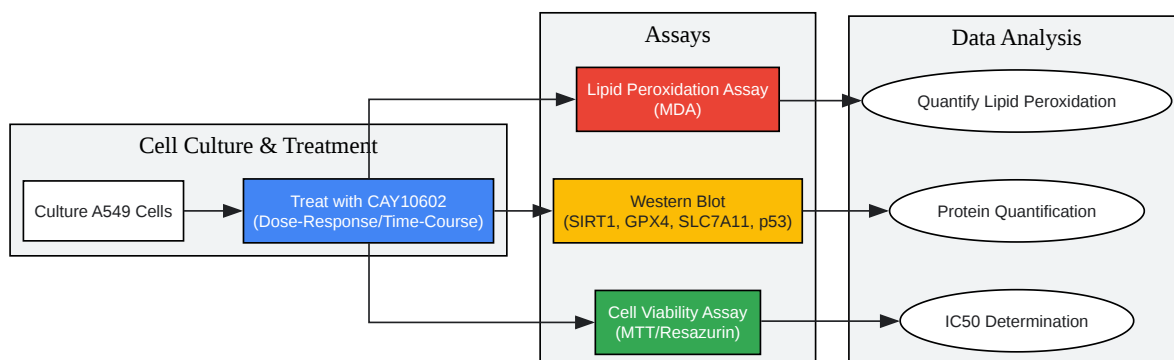 Assays
Data Analysis
Lipid Peroxidation Assay
(MDA)
Quantify Lipid Peroxidation
Cell Culture & Treatment
Culture A549 Cells
Treat with CAY10602
(Dose-Response/Time-Course)
Western Blot
(SIRT1, GPX4, SLC7A11, p53)
Protein Quantification
Cell Viability Assay
(MTT/Resazurin)
IC50 Determination